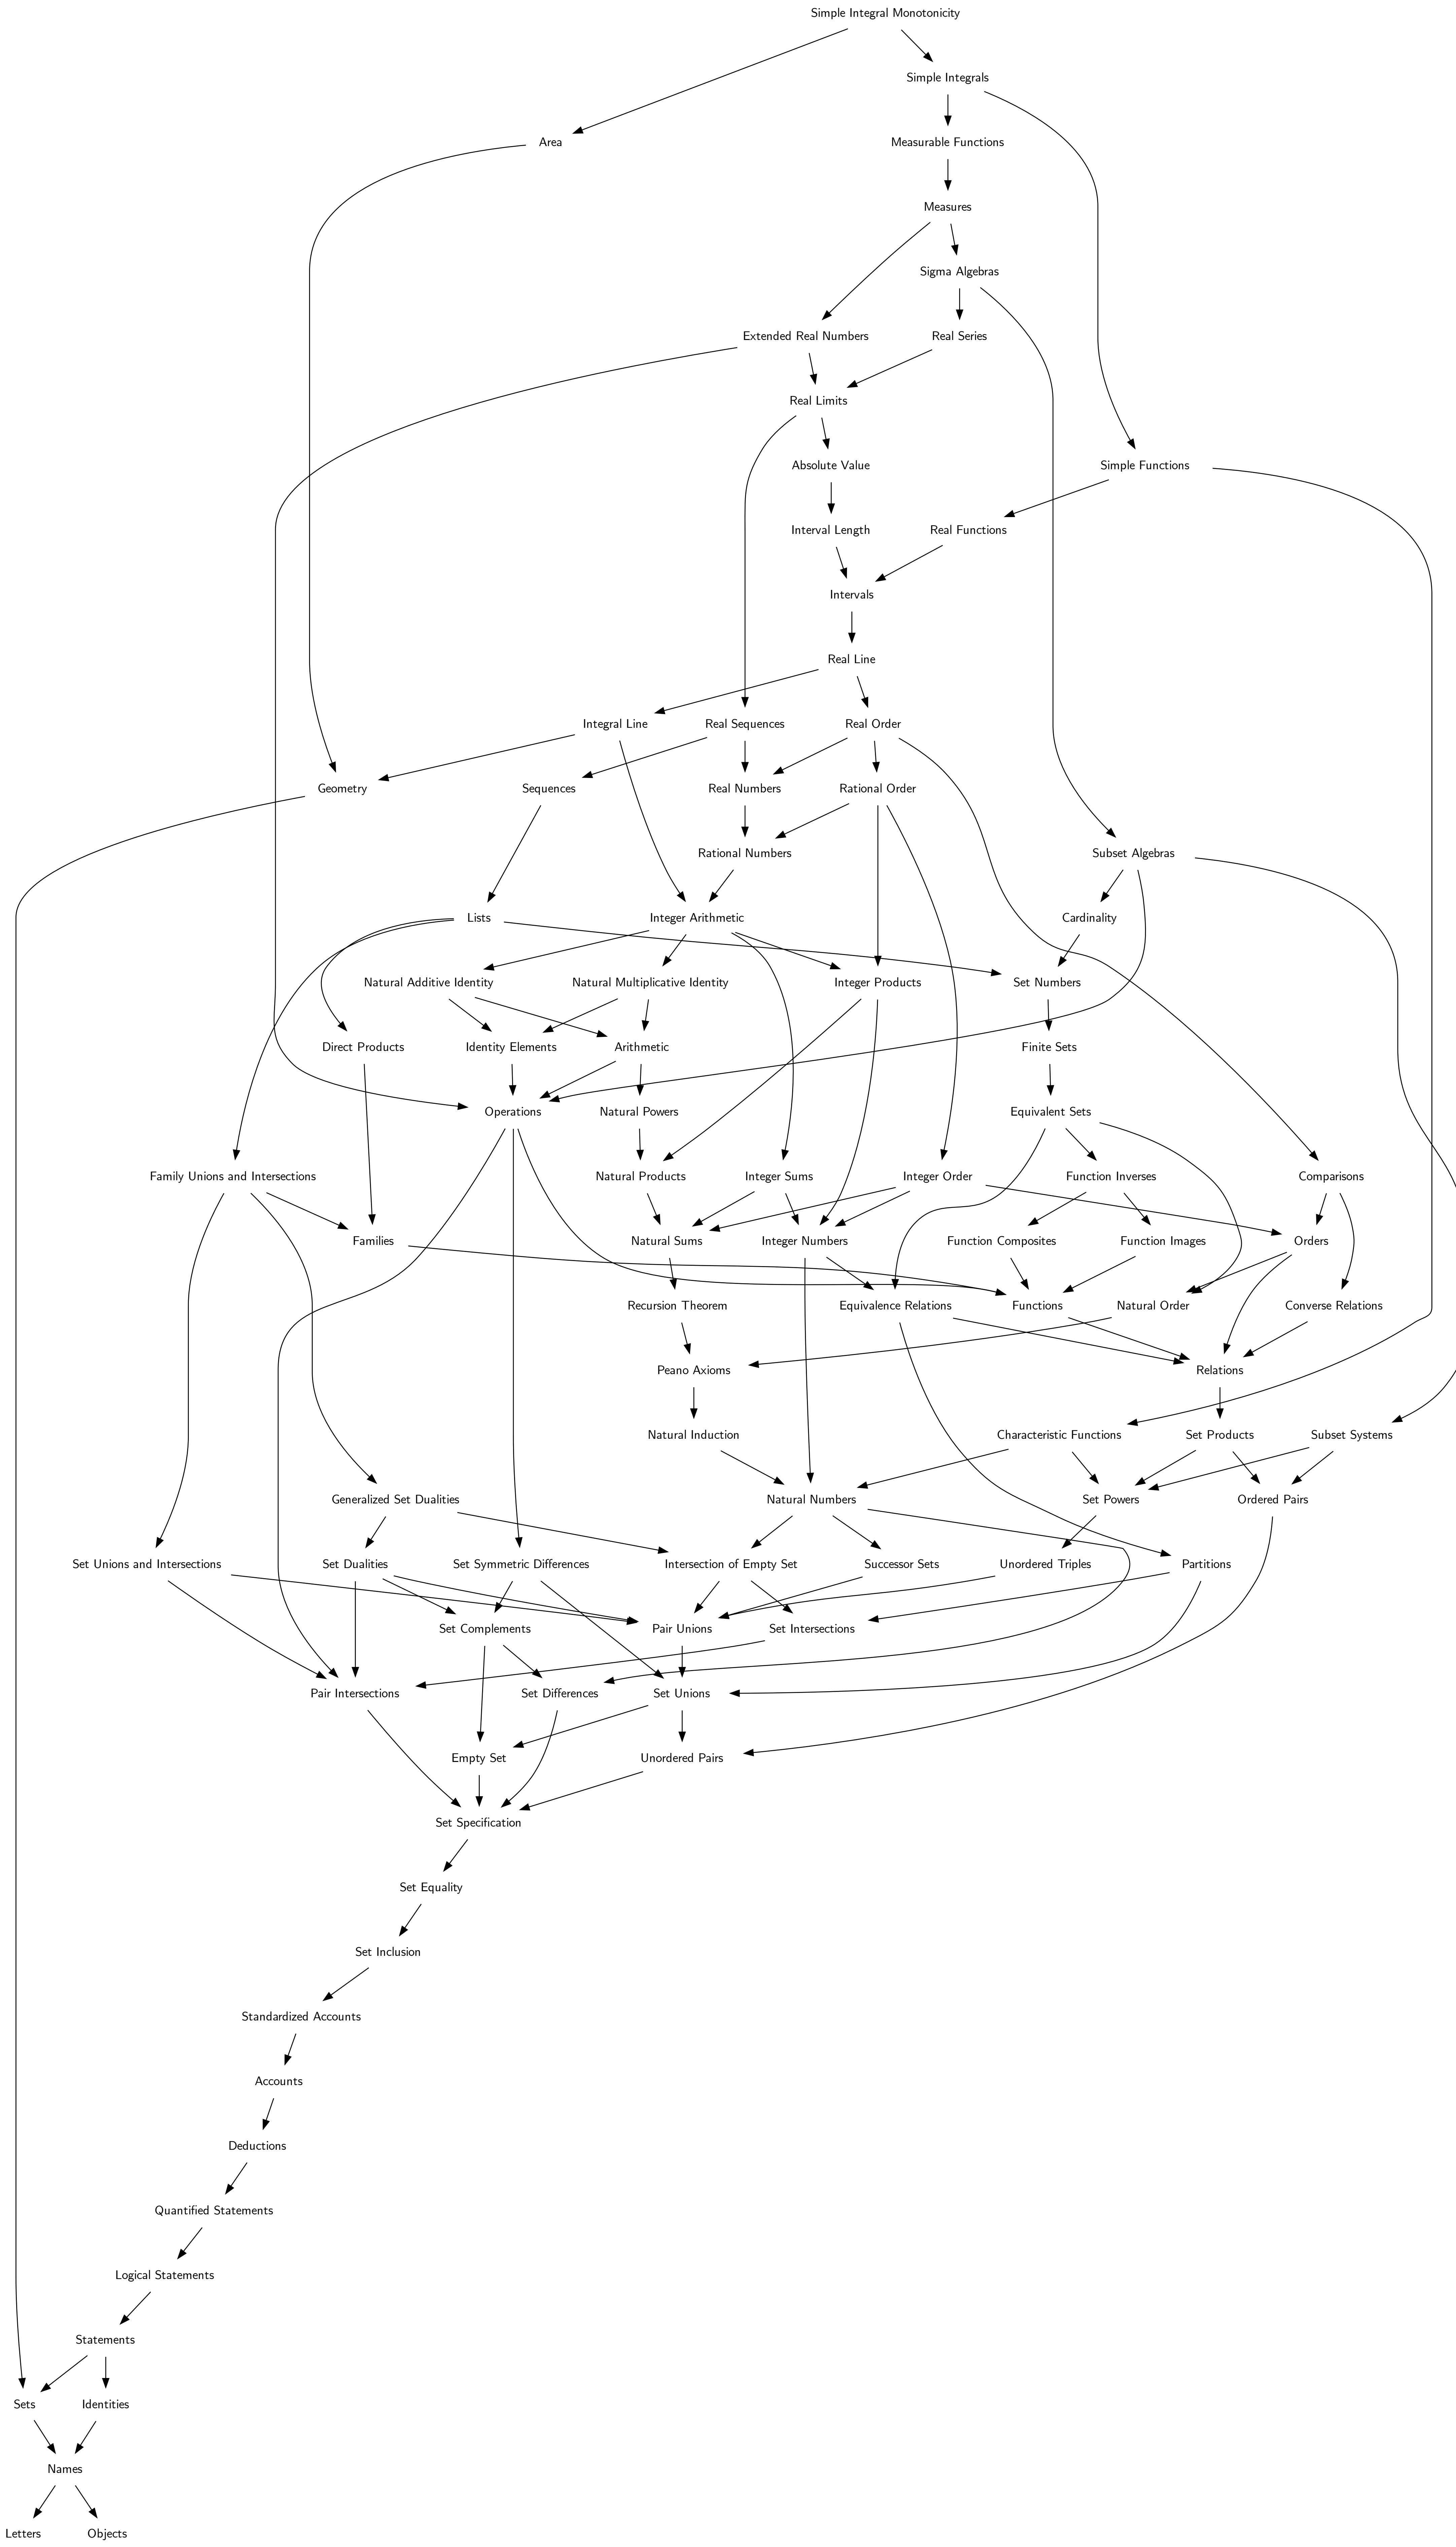 Simple Integral Monotonicity
Simple Integrals
Area
Measurable Functions
Measures
Sigma Algebras
Extended Real Numbers
Real Series
Real Limits
Absolute Value
Simple Functions
Interval Length
Real Functions
Intervals
Real Line
Integral Line
Real Sequences
Real Order
Geometry
Sequences
Real Numbers
Rational Order
Rational Numbers
Subset Algebras
Lists
Integer Arithmetic
Cardinality
Natural Additive Identity
Natural Multiplicative Identity
Integer Products
Set Numbers
Direct Products
Identity Elements
Arithmetic
Finite Sets
Operations
Natural Powers
Equivalent Sets
Family Unions and Intersections
Natural Products
Integer Sums
Integer Order
Function Inverses
Comparisons
Families
Natural Sums
Integer Numbers
Function Composites
Function Images
Orders
Recursion Theorem
Equivalence Relations
Functions
Natural Order
Converse Relations
Peano Axioms
Relations
Natural Induction
Characteristic Functions
Set Products
Subset Systems
Generalized Set Dualities
Natural Numbers
Set Powers
Ordered Pairs
Set Unions and Intersections
Set Dualities
Set Symmetric Differences
Intersection of Empty Set
Successor Sets
Unordered Triples
Partitions
Set Complements
Pair Unions
Set Intersections
Pair Intersections
Set Differences
Set Unions
Empty Set
Unordered Pairs
Set Specification
Set Equality
Set Inclusion
Standardized Accounts
Accounts
Deductions
Quantified Statements
Logical Statements
Statements
Sets
Identities
Names
Letters
Objects